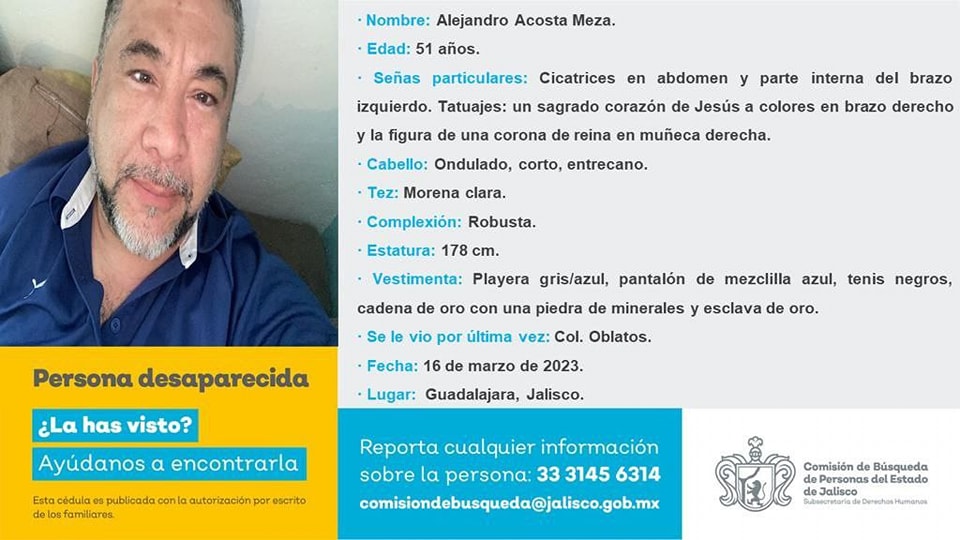 · Nombre: Alejandro Acosta Meza.
· Edad: 51 años.
· Señas particulares: Cicatrices en abdomen y parte interna del brazo
izquierdo. Tatuajes: un sagrado corazón de Jesús a colores en brazo derecho
y la figura de una corona de reina en muñeca derecha.
· Cabello: Ondulado, corto, entrecano.
· Tez: Morena clara.
· Complexión: Robusta.
· Estatura: 178 cm.
· Vestimenta: Playera gris/azul, pantalón de mezclilla azul, tenis negros,
cadena de oro con una piedra de minerales y esclava de oro.
· Se le vio por última vez: Col. Oblatos.
· Fecha: 16 de marzo de 2023.
· Lugar: Guadalajara, Jalisco.
Persona desaparecida
¿La has visto?
Ayúdanos a encontrarla
Esta cédula es publicada con la autorización por escrito
de los familiares.
Reporta cualquier información
sobre la persona: 33 3145 6314
comisiondebusqueda@jalisco.gob.mx
Comisión de Búsqueda
de Personas del Estado
de Jalisco
Subsecretaría de Derechos Humanos